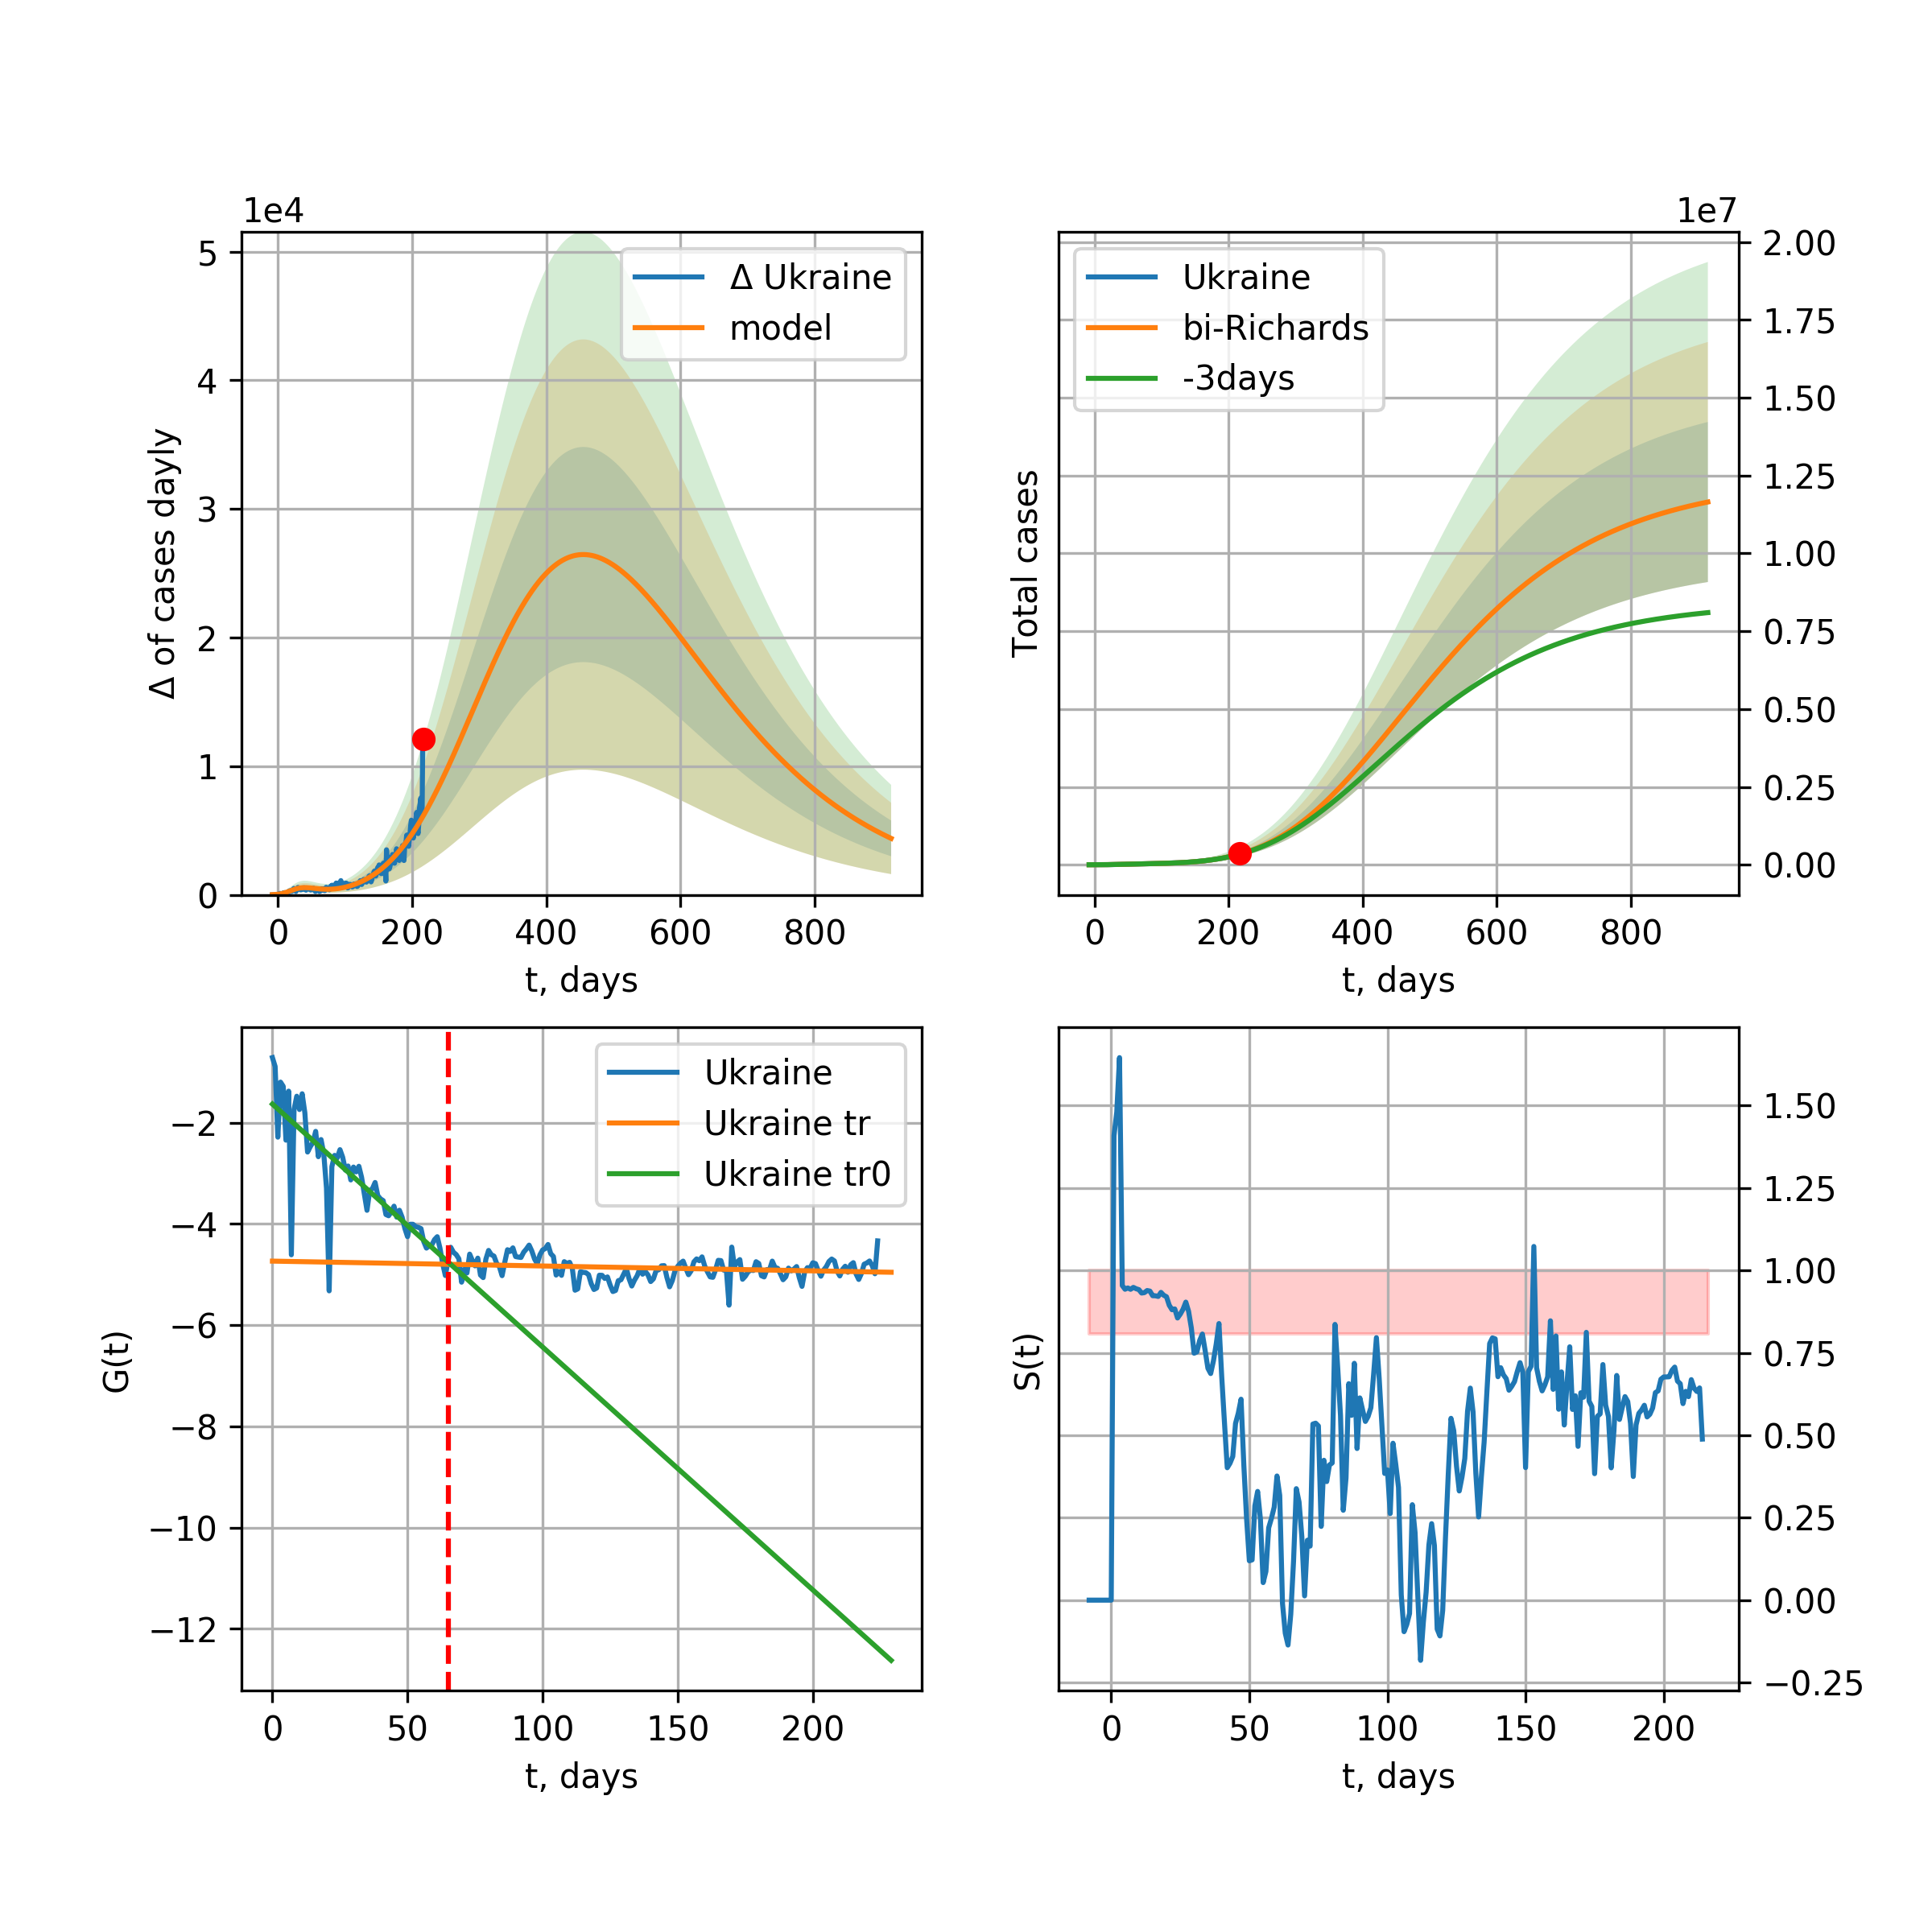 1e4
5
4
3
2
1
0
Δ of cases dayly
Δ Ukraine
model
0 200 400 600 800
t, days
1e7
2.00
1.75
1.50
1.25
1.00
0.75
0.50
0.25
0.00
Total cases
Ukraine
bi-Richards
-3days
0 200 400 600 800
t, days
−2
−4
−6
−8
−10
−12
G(t)
Ukraine
Ukraine tr
Ukraine tr0
0 50 100 150 200
t, days
1.50
1.25
1.00
0.75
0.50
0.25
0.00
−0.25
S(t)
0 50 100 150 200
t, days